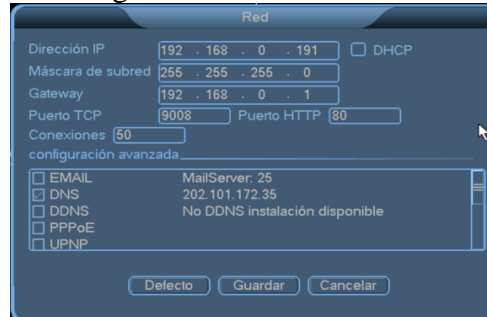 Red
Dirección IP 192 . 168 . 0 . 191 DHCP
Máscara de subred 255 . 255 . 255 . 0
Gateway 192 . 168 . 0 . 1
Puerto TCP 9008 Puerto HTTP 80
Conexiones 50
configuración avanzada
EMAIL MailServer: 25
DNS 202.101.172.35
DDNS No DDNS instalación disponible
PPPoE
UPNP
Defecto Guardar Cancelar